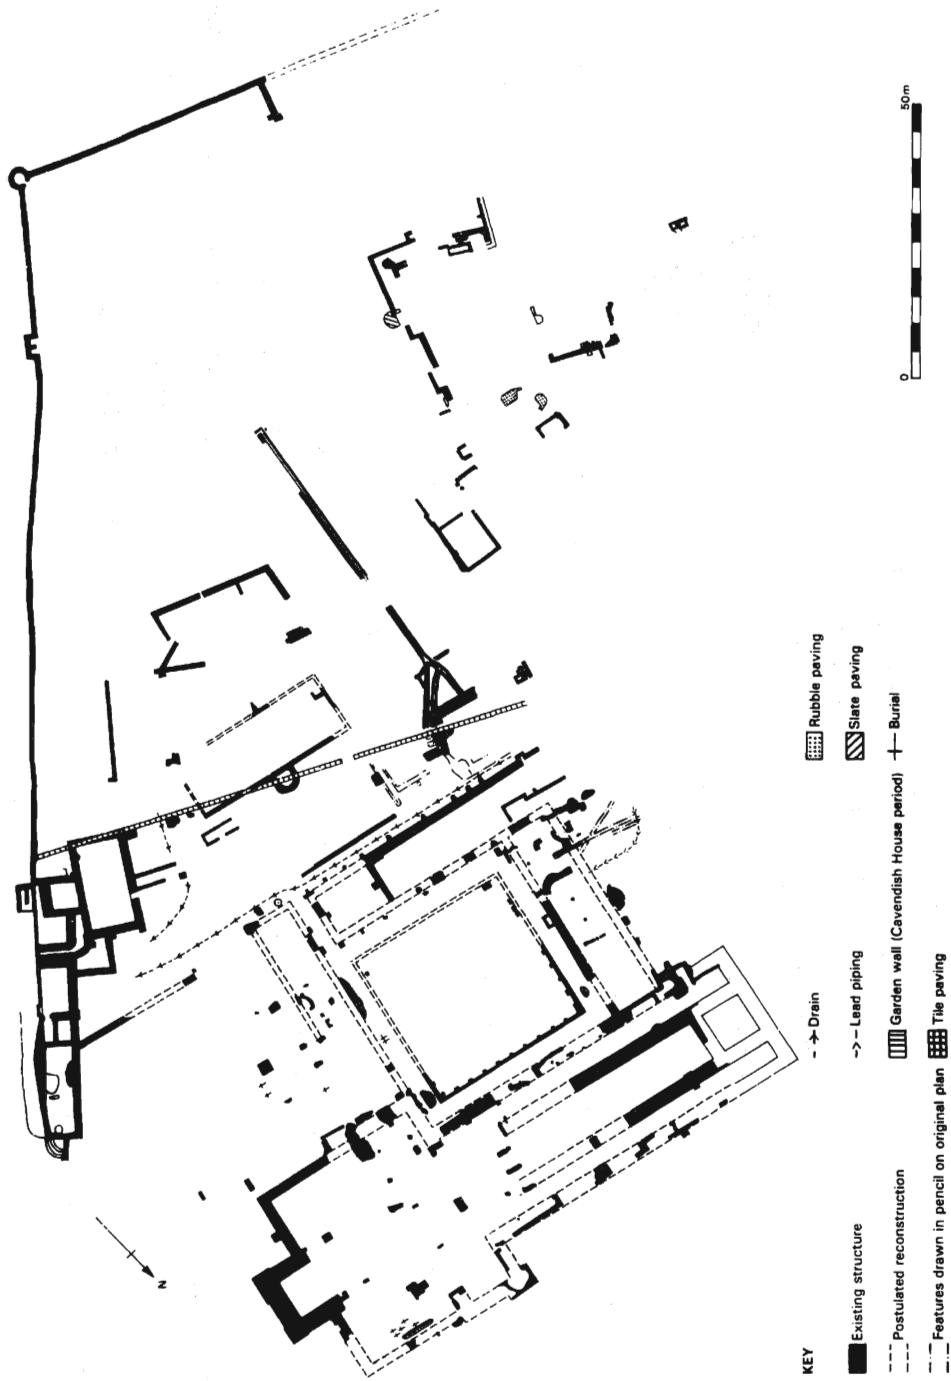 KEY
Existing structure
Postulated reconstruction
Features drawn in pencil on original plan
- → Drain
->- Lead piping
Garden wall (Cavendish House period)
Tile paving
Rubble paving
Slate paving
Burial
0 50m
N